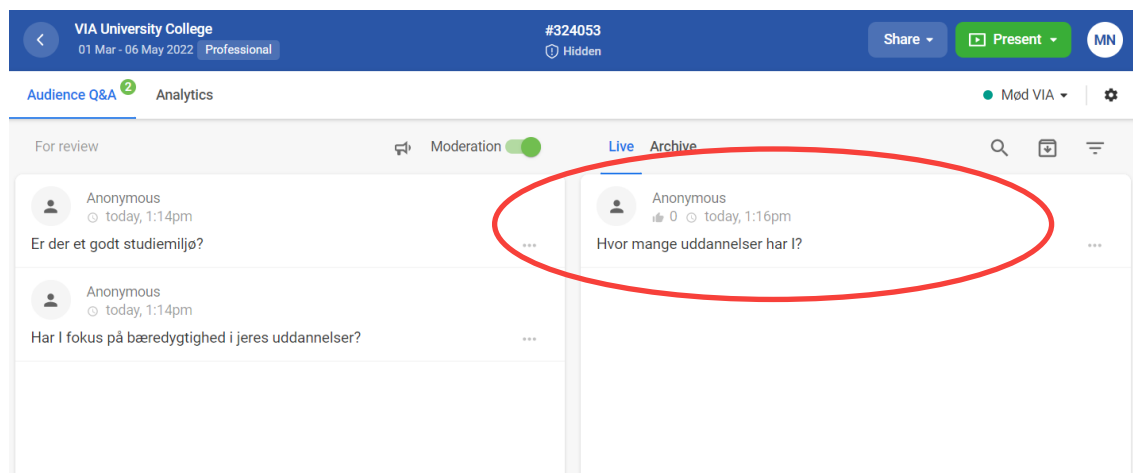 VIA University College
01 Mar - 06 May 2022 Professional
#324053
Hidden
Share
Present
MN
Audience Q&A 2
Analytics
Mød VIA
For review
Moderation
Live Archive
Anonymous
today, 1:14pm
Er der et godt studiemiljø?
Anonymous
today, 1:14pm
Har I fokus på bæredygtighed i jeres uddannelser?
Anonymous
0 today, 1:16pm
Hvor mange uddannelser har I?